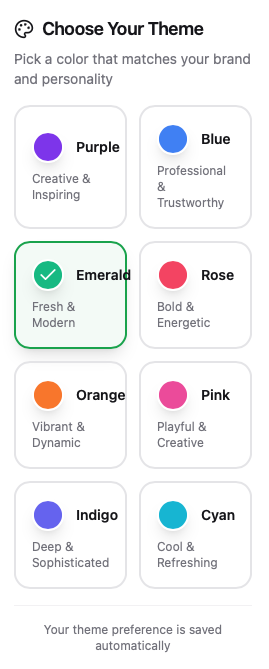 Choose Your Theme
Pick a color that matches your brand
and personality
Purple
Creative &
Inspiring
Blue
Professional
&
Trustworthy
Emerald
Fresh &
Modern
Rose
Bold &
Energetic
Orange
Vibrant &
Dynamic
Pink
Playful &
Creative
Indigo
Deep &
Sophisticated
Cyan
Cool &
Refreshing
Your theme preference is saved
automatically